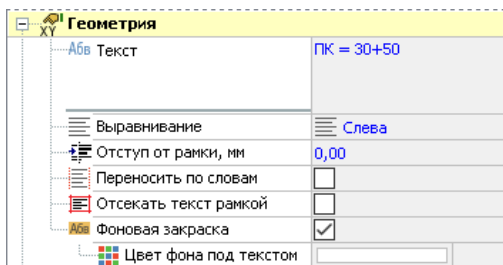 XY Геометрия
Абв Текст ПК = 30+50
Выравнивание Слева
Отступ от рамки, мм 0,00
Переносить по словам
Отсекать текст рамкой
Абв Фоновая закраска
Цвет фона под текстом